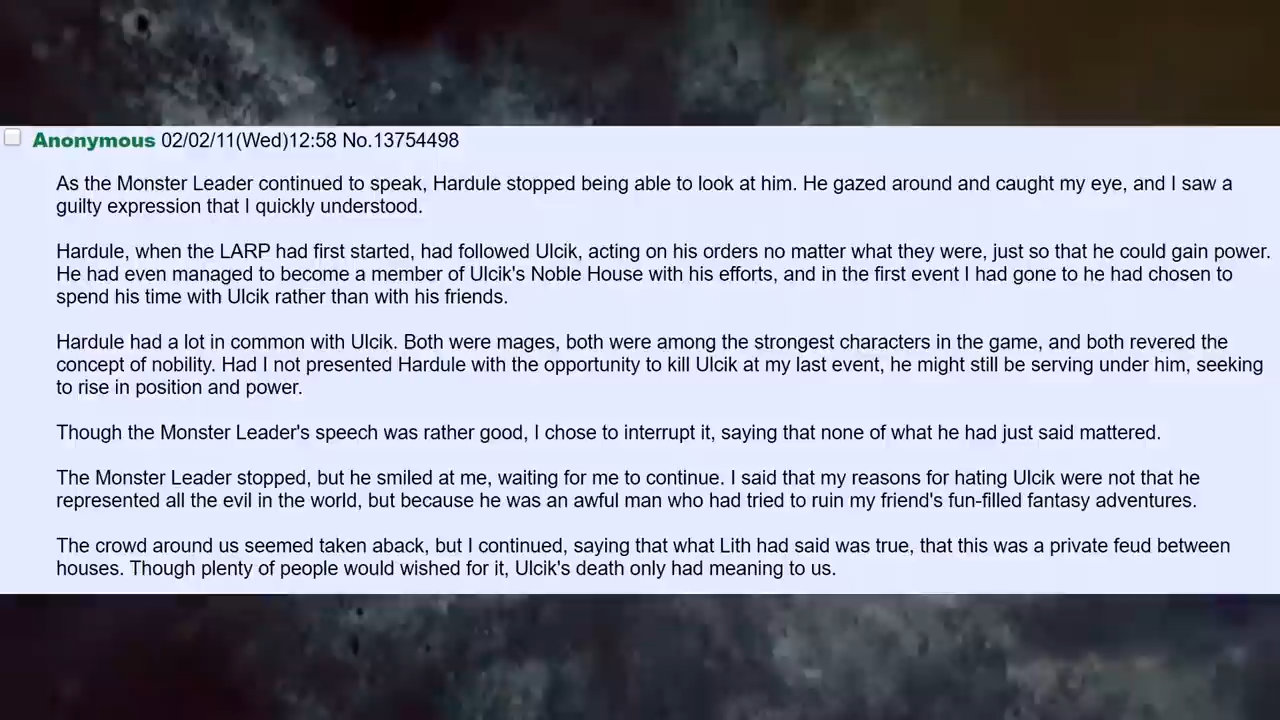 Anonymous 02/02/11(Wed)12:58 No.13754498
As the Monster Leader continued to speak, Hardule stopped being able to look at him. He gazed around and caught my eye, and I saw a
guilty expression that I quickly understood.
Hardule, when the LARP had first started, had followed Ulcik, acting on his orders no matter what they were, just so that he could gain power.
He had even managed to become a member of Ulcik's Noble House with his efforts, and in the first event I had gone to he had chosen to
spend his time with Ulcik rather than with his friends.
Hardule had a lot in common with Ulcik. Both were mages, both were among the strongest characters in the game, and both revered the
concept of nobility. Had I not presented Hardule with the opportunity to kill Ulcik at my last event, he might still be serving under him, seeking
to rise in position and power.
Though the Monster Leader's speech was rather good, I chose to interrupt it, saying that none of what he had just said mattered.
The Monster Leader stopped, but he smiled at me, waiting for me to continue. I said that my reasons for hating Ulcik were not that he
represented all the evil in the world, but because he was an awful man who had tried to ruin my friend's fun-filled fantasy adventures.
The crowd around us seemed taken aback, but I continued, saying that what Lith had said was true, that this was a private feud between
houses. Though plenty of people would wished for it, Ulcik's death only had meaning to us.